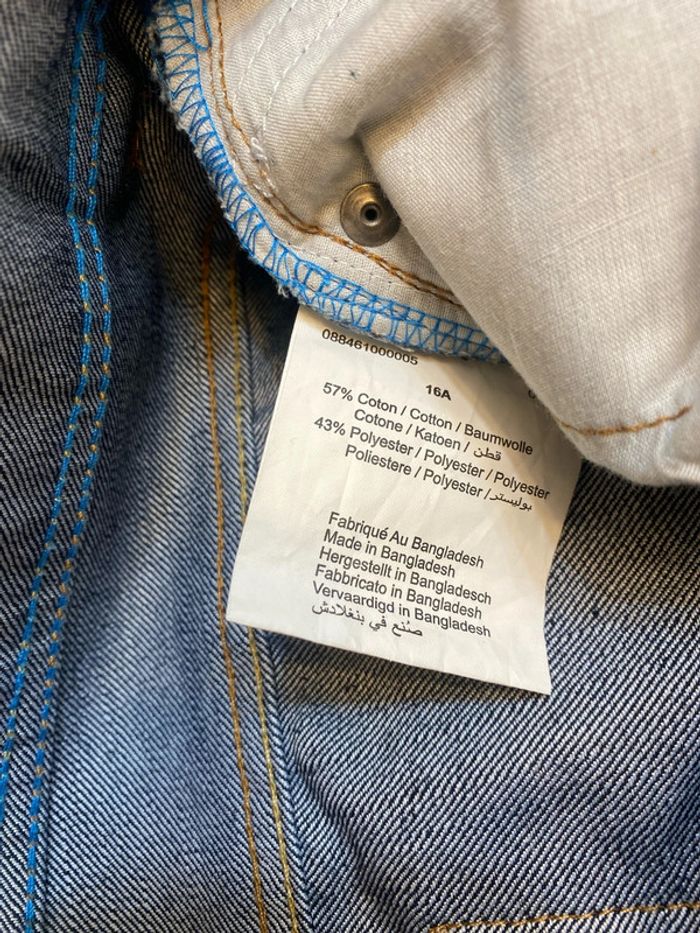 088461000005
16A
57% Coton / Cotton / Baumwolle
Cotone / Katoen / قطن
43% Polyester / Polyester / Polyester
Poliestere / Polyester / بوليستر
Fabriqué Au Bangladesh
Made in Bangladesh
Hergestellt in Bangladesch
Fabbricato in Bangladesh
Vervaardigd in Bangladesh
صُنع في بنغلادش